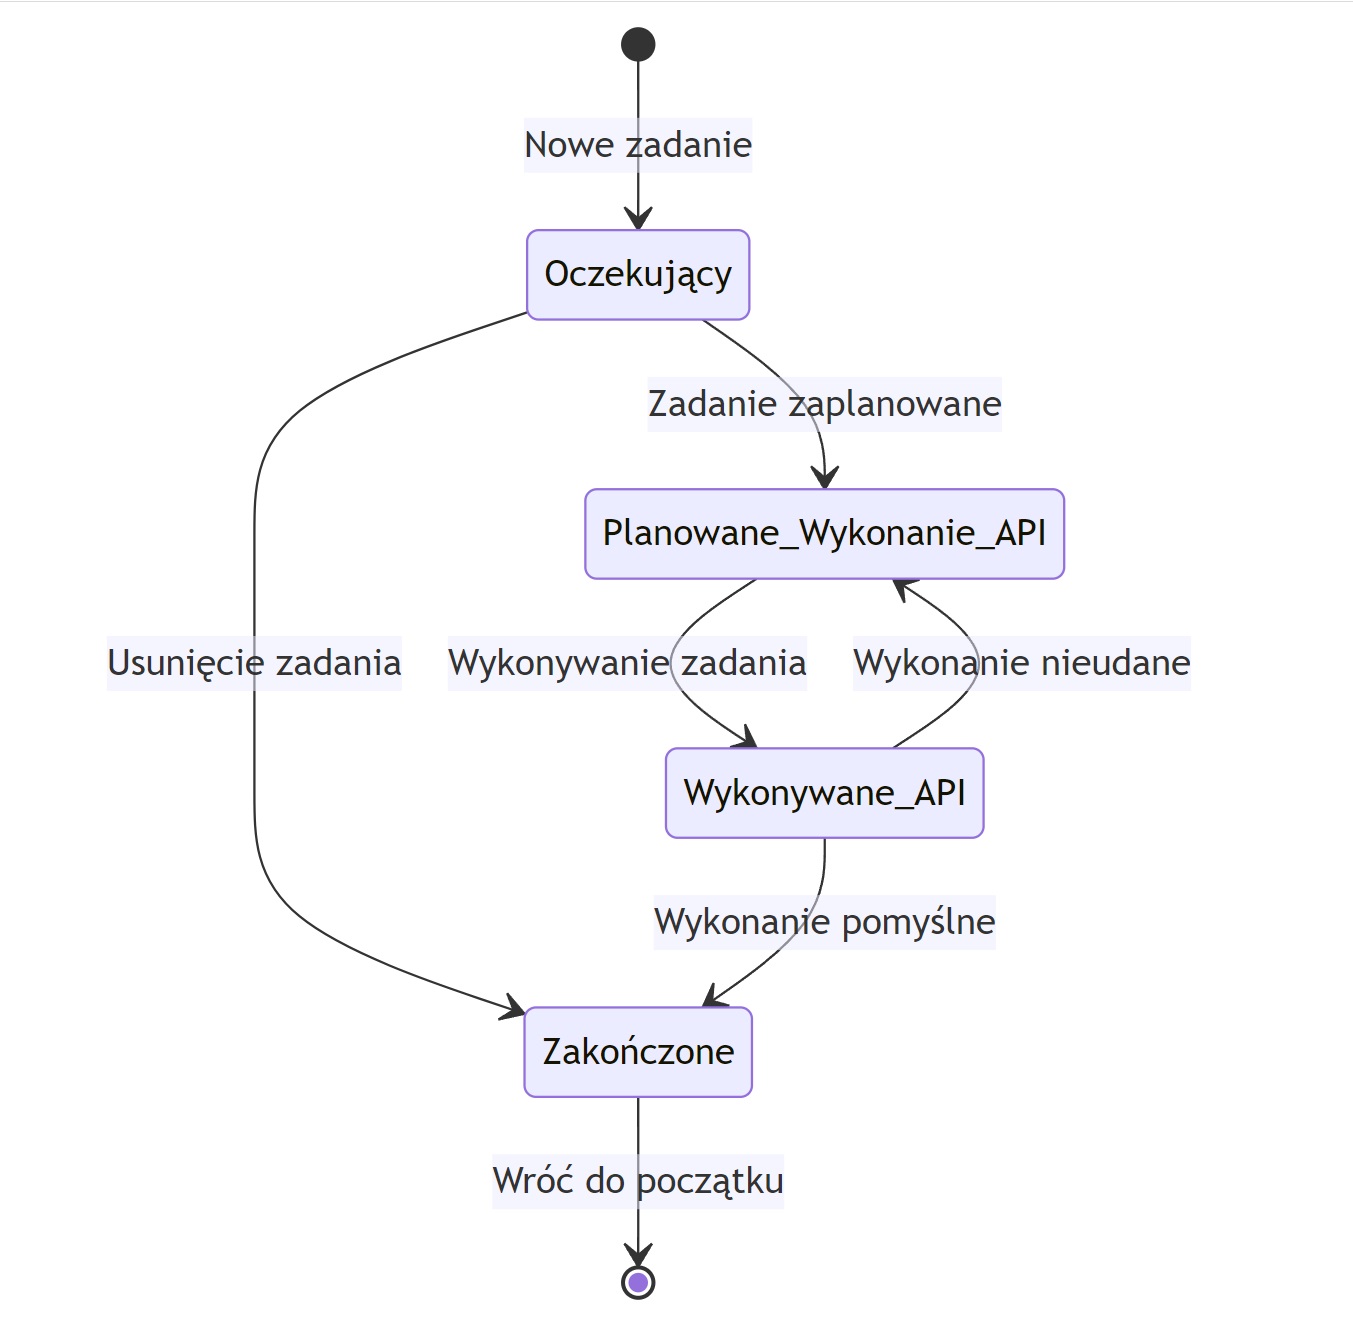 Nowe zadanie
Oczekujący
Zadanie zaplanowane
Planowane_Wykonanie_API
Usunięcie zadania
Wykonywanie zadania
Wykonanie nieudane
Wykonywane_API
Wykonanie pomyślne
Zakończone
Wróć do początku